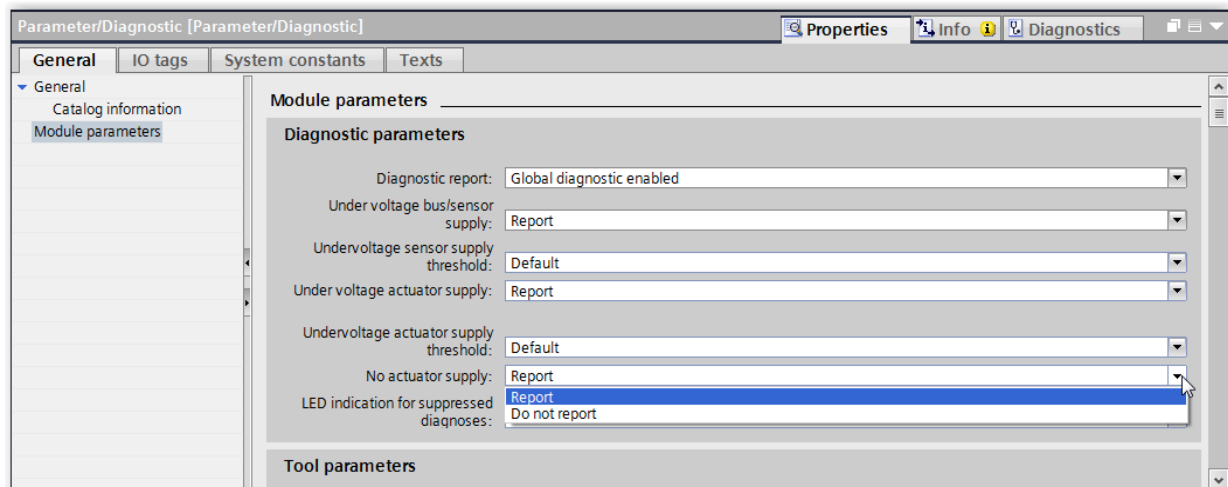 Parameter/Diagnostic [Parameter/Diagnostic]
Properties
Info
Diagnostics
General
IO tags
System constants
Texts
General
Catalog information
Module parameters
Module parameters
Diagnostic parameters
Diagnostic report: Global diagnostic enabled
Under voltage bus/sensor
supply: Report
Undervoltage sensor supply
threshold: Default
Under voltage actuator supply: Report
Undervoltage actuator supply
threshold: Default
No actuator supply: Report
Report
LED indication for suppressed
diagnoses:
Do not report
Tool parameters